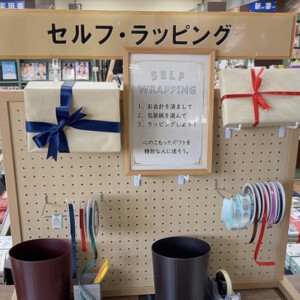 セルフ・ラッピング
SELF
WRAPPING
1. お会計を済まして
2. 包装紙を選んで
3. ラッピングしよう!
心のこもったギフトを
特別な人に送ろう。